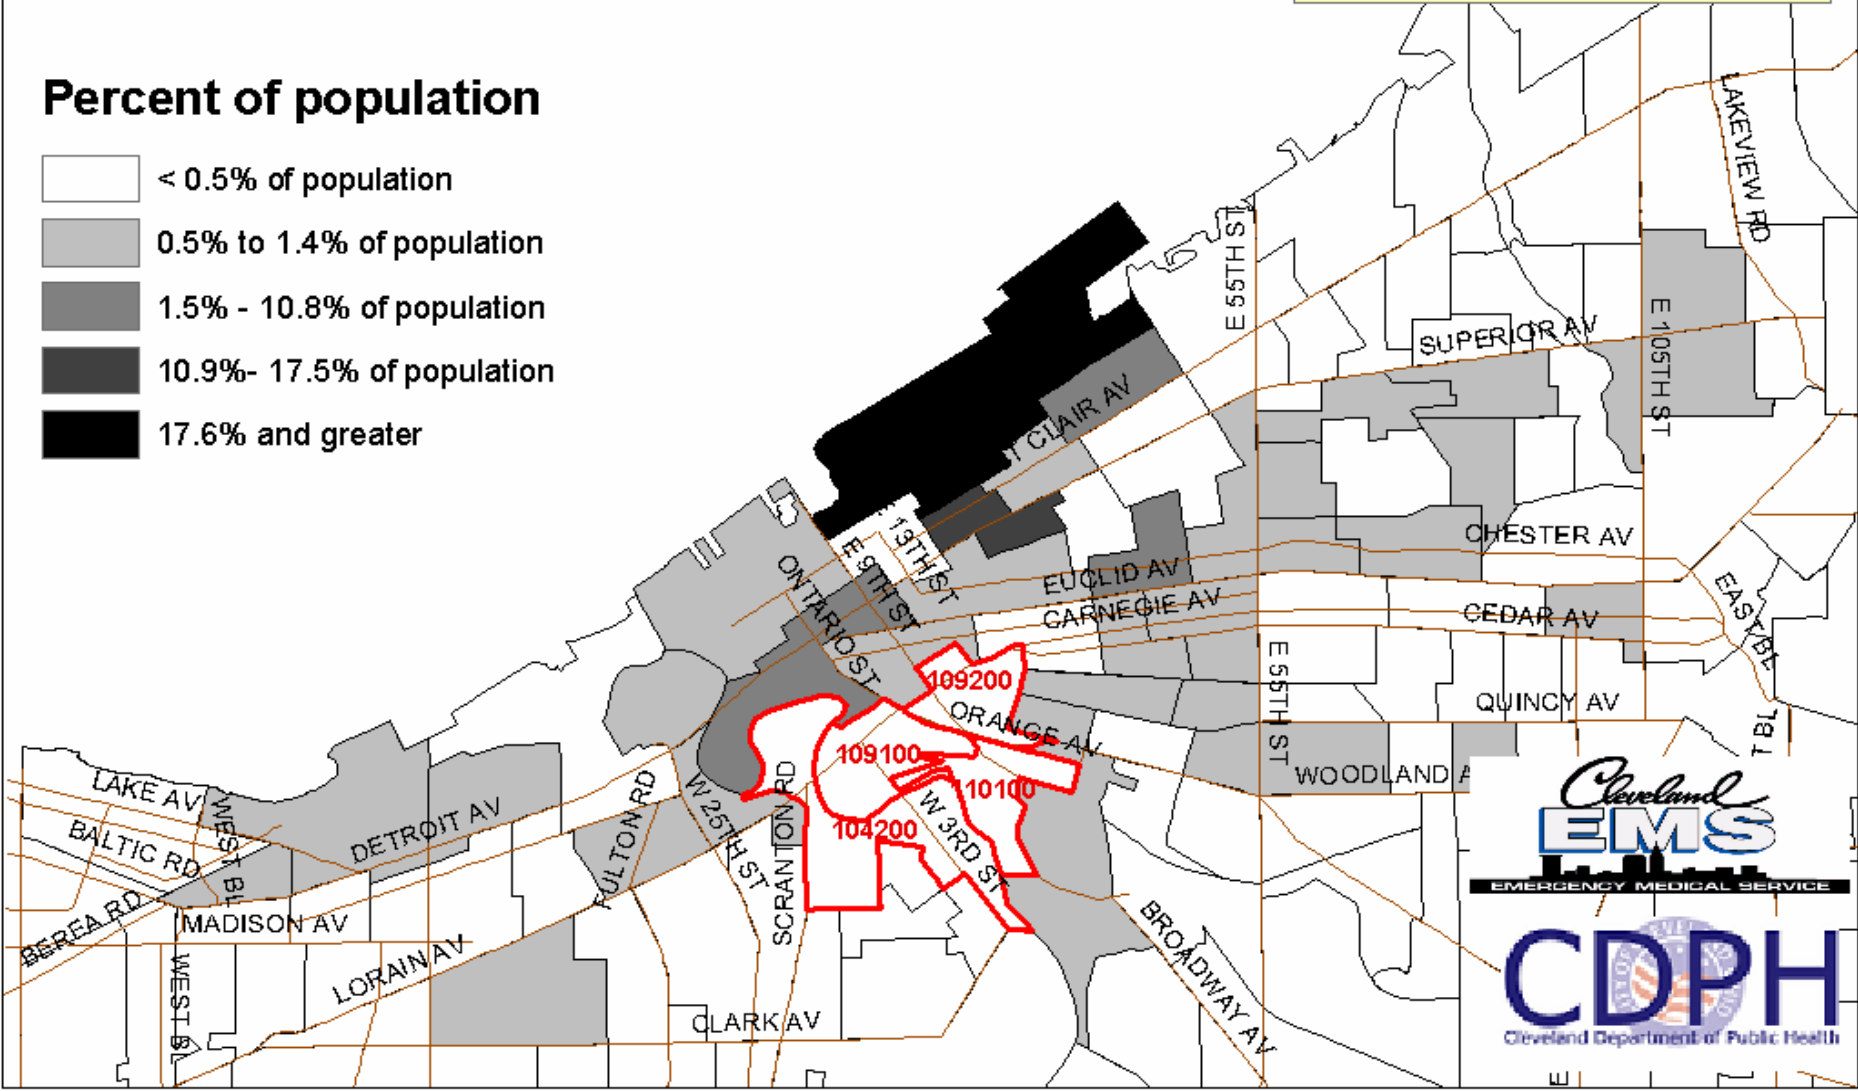 Percent of population
< 0.5% of population
0.5% to 1.4% of population
1.5% - 10.8% of population
10.9%- 17.5% of population
17.6% and greater
LAKEVIEW RD
E 55TH ST
SUPERIOR AV
E 105TH ST
T CLAIR AV
E 13TH ST
E 9TH ST
ONTARIO ST
CHESTER AV
EUCLID AV
CARNEGIE AV
CEDAR AV
EAST BL
109200
E 55TH ST
QUINCY AV
ORANGE AV
T BL
109100
110100
WOODLAND A
LAKE AV
WEST BL
DETROIT AV
BALTIC RD
FULTON RD
W 25TH ST
SCRANTON RD
104200
W 3RD ST
BEREA RD
MADISON AV
LORAIN AV
WEST BL
CLARK AV
BROADWAY AV
E
Cleveland
EMS
EMERGENCY MEDICAL SERVICE
CDPH
Cleveland Department of Public Health